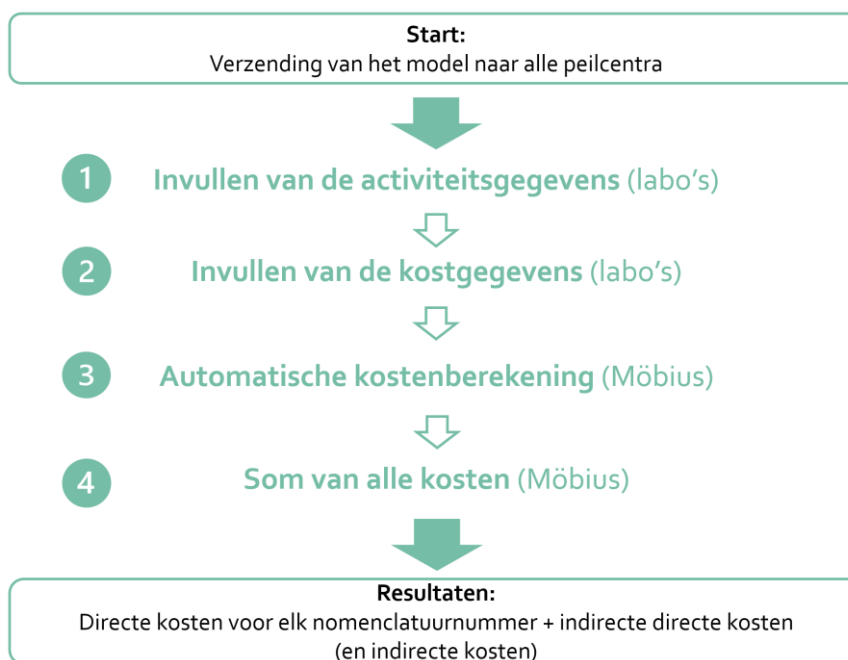 Start:
Verzending van het model naar alle peilcentra
1 Invullen van de activiteitsgegevens (labo's)
2 Invullen van de kostgegevens (labo's)
3 Automatische kostenberekening (Möbius)
4 Som van alle kosten (Möbius)
Resultaten:
Directe kosten voor elk nomenclatuurnummer + indirecte directe kosten
(en indirecte kosten)